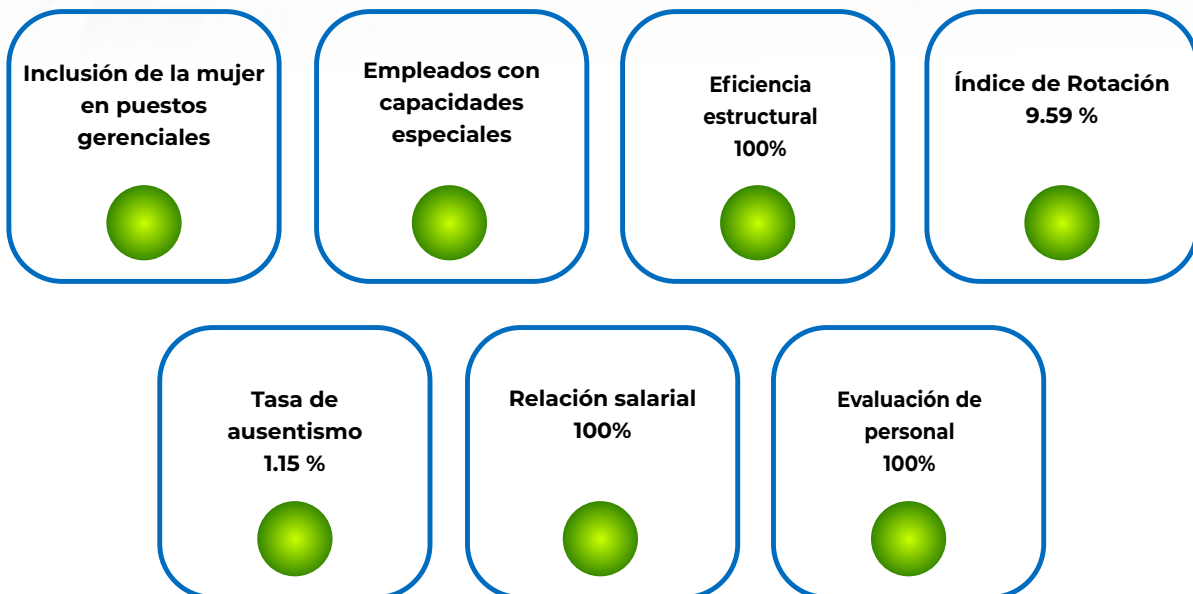 Inclusión de la mujer
en puestos
gerenciales
Empleados con
capacidades
especiales
Eficiencia
estructural
100%
Índice de Rotación
9.59 %
Tasa de
ausentismo
1.15 %
Relación salarial
100%
Evaluación de
personal
100%